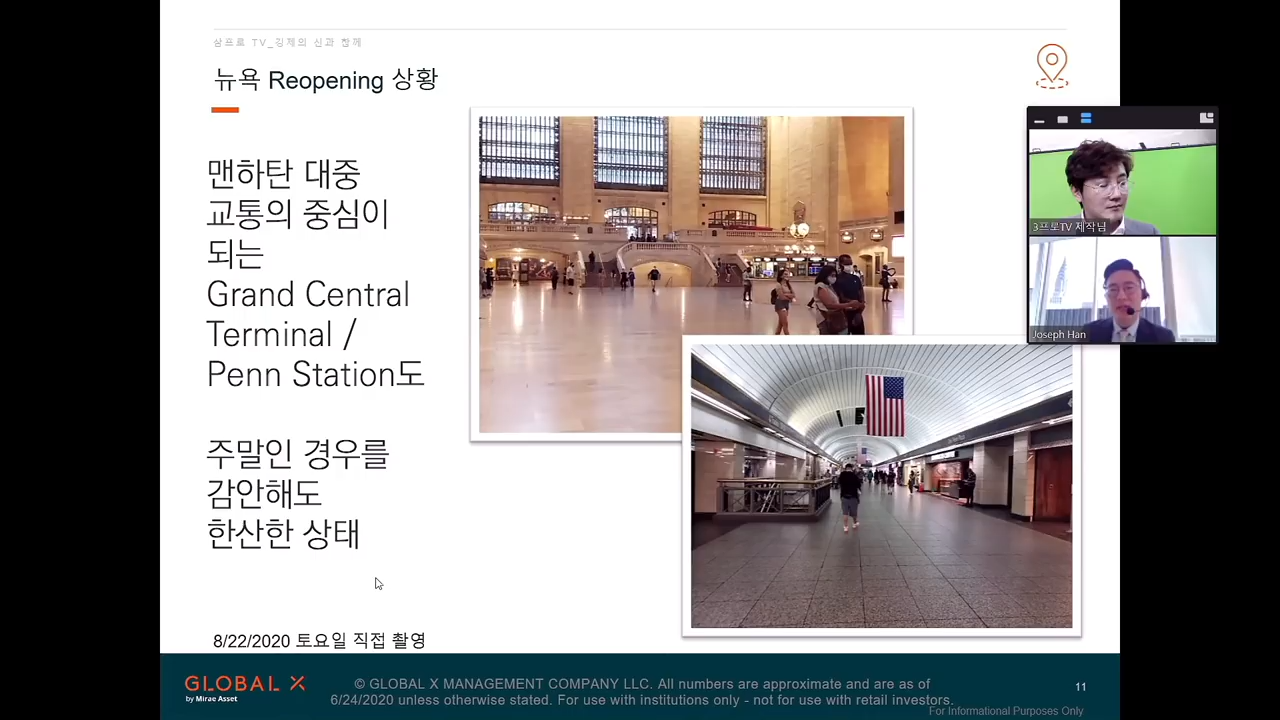 삼프로 TV_경제의 신과 함께
뉴욕 Reopening 상황
맨하탄 대중
교통의 중심이
되는
Grand Central
Terminal /
Penn Station도
주말인 경우를
감안해도
한산한 상태
8/22/2020 토요일 직접 촬영
3프로TV 제작님
Joseph Han
GLOBAL X
by Mirae Asset
© GLOBAL X MANAGEMENT COMPANY LLC. All numbers are approximate and are as of
6/24/2020 unless otherwise stated. For use with institutions only - not for use with retail investors.
11
For Informational Purposes Only